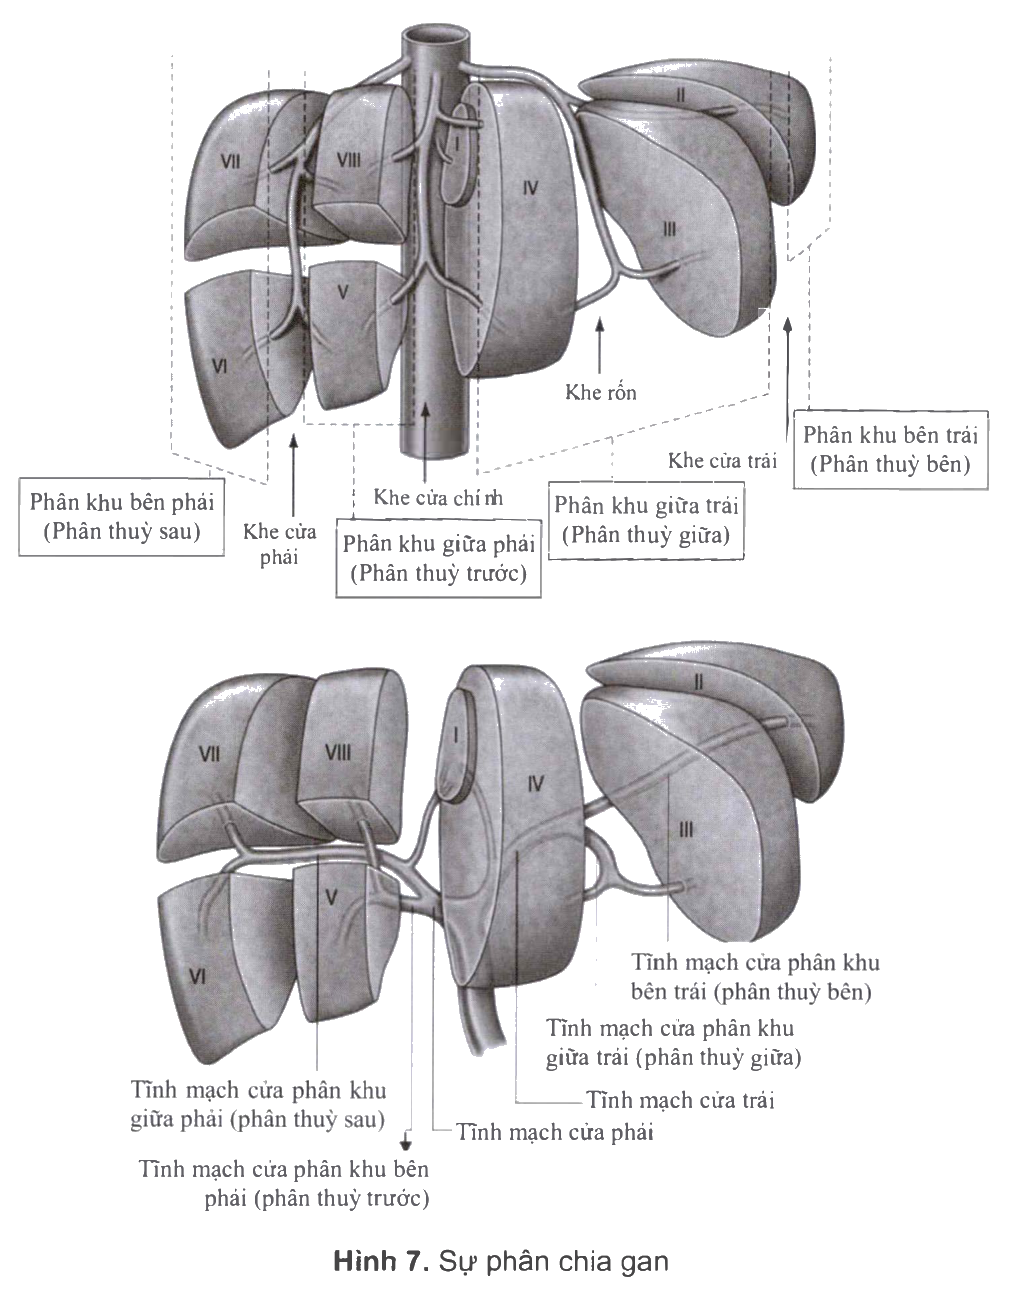 II
VII
VIII
I
IV
III
V
VI
Khe rốn
Phân khu bên trái
(Phân thuỳ bên)
Khe cửa trái
Phân khu bên phải
(Phân thuỳ sau)
Khe cửa
phải
Khe cửa chính
Phân khu giữa phải
(Phân thuỳ trước)
Phân khu giữa trái
(Phân thuỳ giữa)
II
VII
VIII
I
IV
III
V
VI
Tĩnh mạch cửa phân khu
bên trái (phân thuỳ bên)
Tĩnh mạch cửa phân khu
giữa trái (phân thuỳ giữa)
Tĩnh mạch cửa phân khu
giữa phải (phân thuỳ sau)
Tĩnh mạch cửa trái
Tĩnh mạch cửa phải
Tĩnh mạch cửa phân khu bên
phải (phân thuỳ trước)
Hình 7. Sự phân chia gan